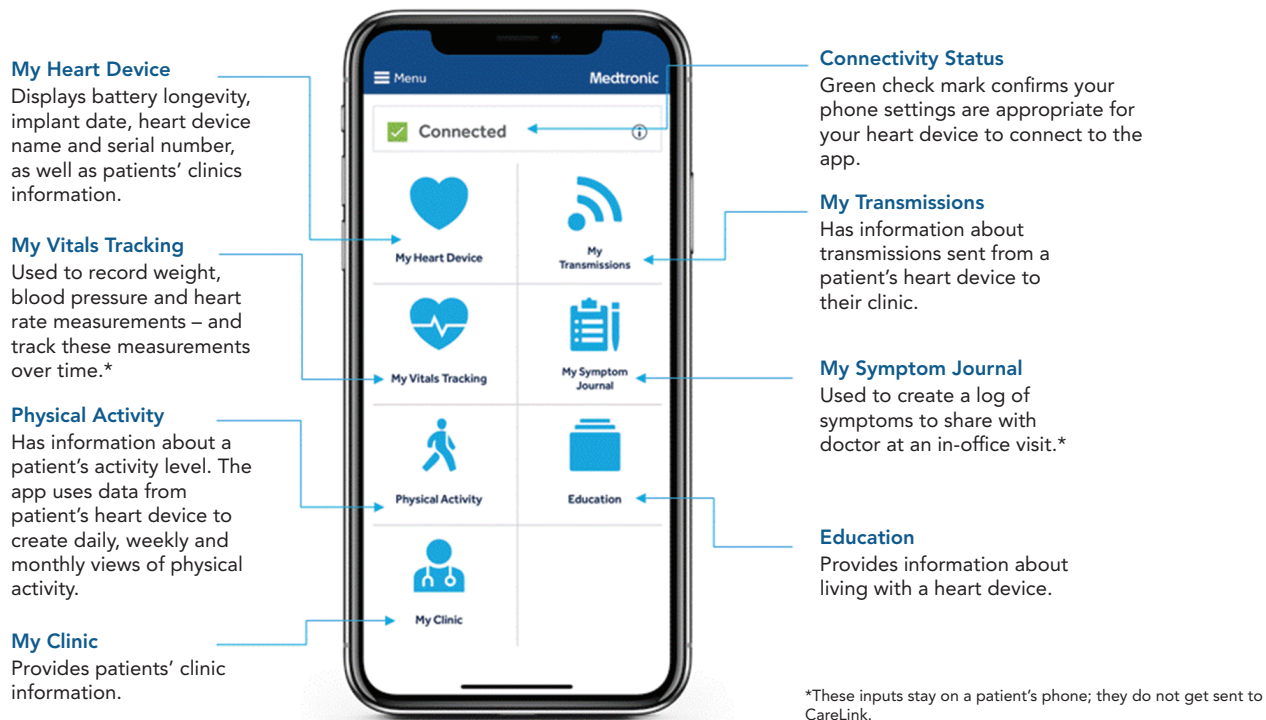 My Heart Device
Displays battery longevity,
implant date, heart device
name and serial number,
as well as patients’ clinics
information.
My Vitals Tracking
Used to record weight,
blood pressure and heart
rate measurements – and
track these measurements
over time.*
Physical Activity
Has information about a
patient’s activity level. The
app uses data from
patient’s heart device to
create daily, weekly and
monthly views of physical
activity.
My Clinic
Provides patients’ clinic
information.
Menu
Medtronic
Connected
My Heart Device
My
Transmissions
My Vitals Tracking
My Symptom
Journal
Physical Activity
Education
My Clinic
Connectivity Status
Green check mark confirms your
phone settings are appropriate for
your heart device to connect to the
app.
My Transmissions
Has information about
transmissions sent from a
patient’s heart device to
their clinic.
My Symptom Journal
Used to create a log of
symptoms to share with
doctor at an in-office visit.*
Education
Provides information about
living with a heart device.
*These inputs stay on a patient’s phone; they do not get sent to
CareLink.